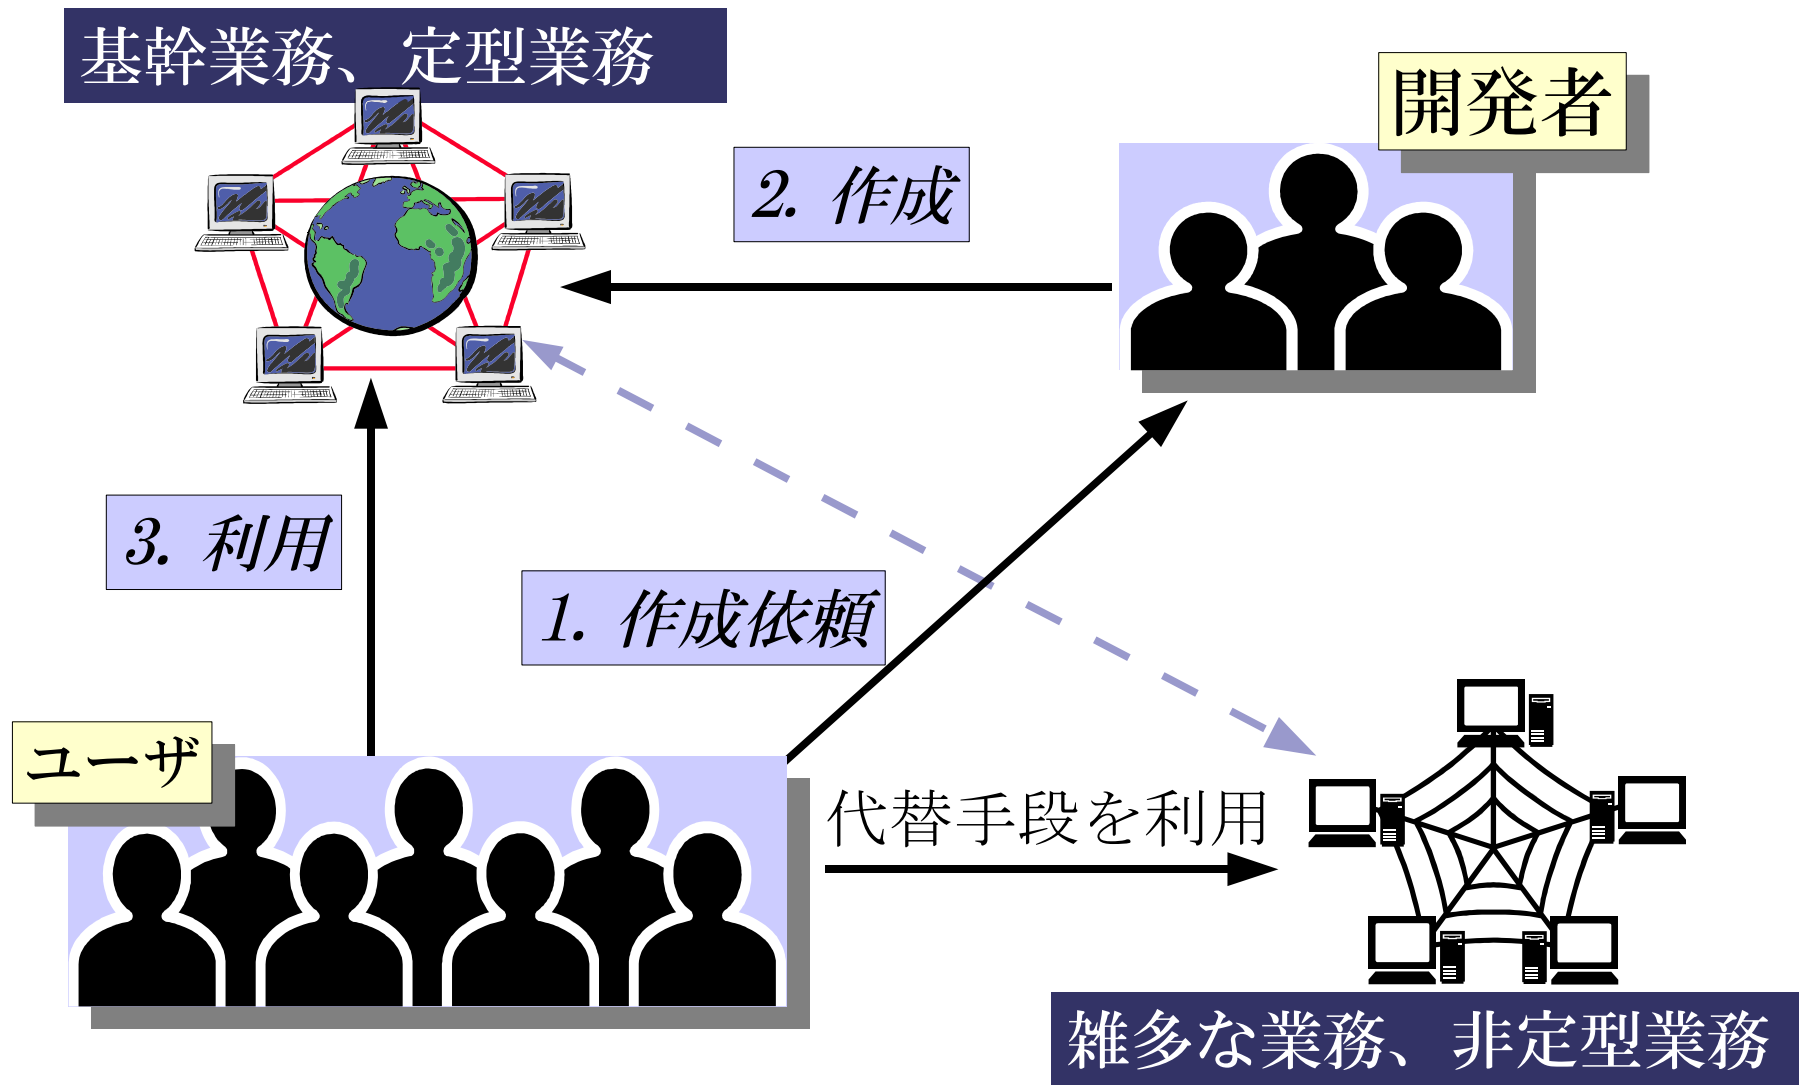 基幹業務、定型業務
開発者
2. 作成
3. 利用
1. 作成依頼
ユーザ
代替手段を利用
雑多な業務、非定型業務